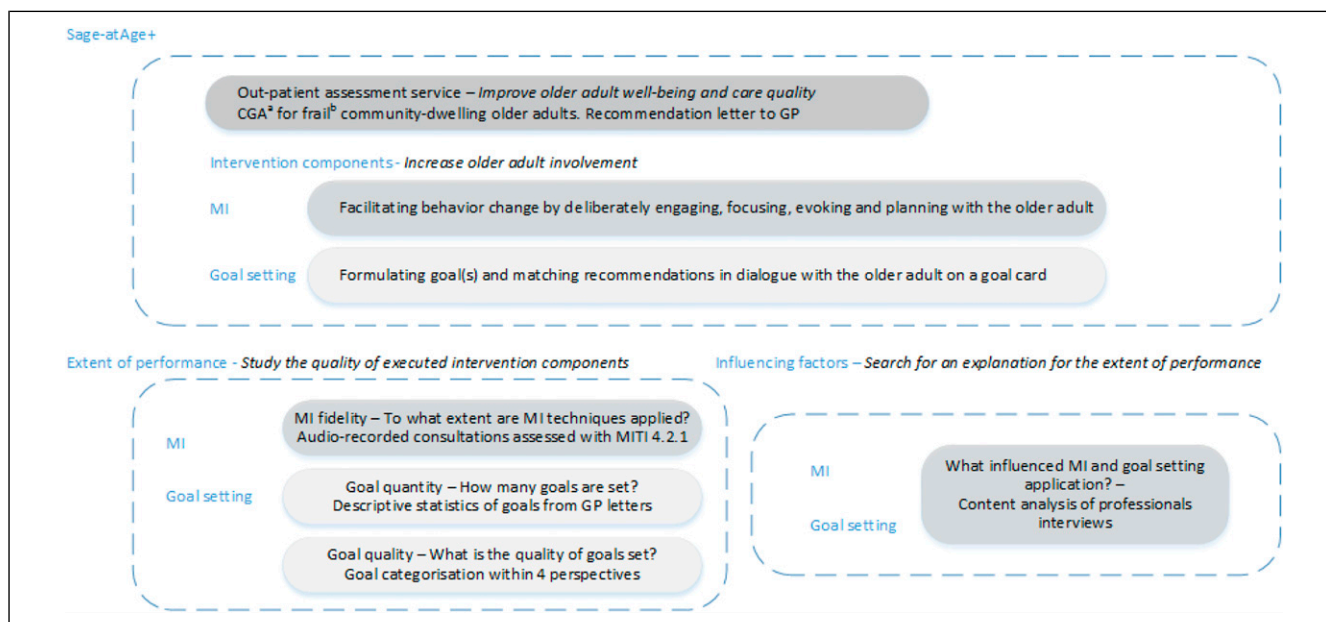 Sage-atAge+
Out-patient assessment service – Improve older adult well-being and care quality
CGAª for frailᵇ community-dwelling older adults. Recommendation letter to GP
Intervention components- Increase older adult involvement
MI
Facilitating behavior change by deliberately engaging, focusing, evoking and planning with the older adult
Goal setting
Formulating goal(s) and matching recommendations in dialogue with the older adult on a goal card
Extent of performance - Study the quality of executed intervention components
MI
MI fidelity – To what extent are MI techniques applied?
Audio-recorded consultations assessed with MITI 4.2.1
Goal setting
Goal quantity – How many goals are set?
Descriptive statistics of goals from GP letters
Goal quality – What is the quality of goals set?
Goal categorisation within 4 perspectives
Influencing factors – Search for an explanation for the extent of performance
MI
Goal setting
What influenced MI and goal setting
application? –
Content analysis of professionals
interviews